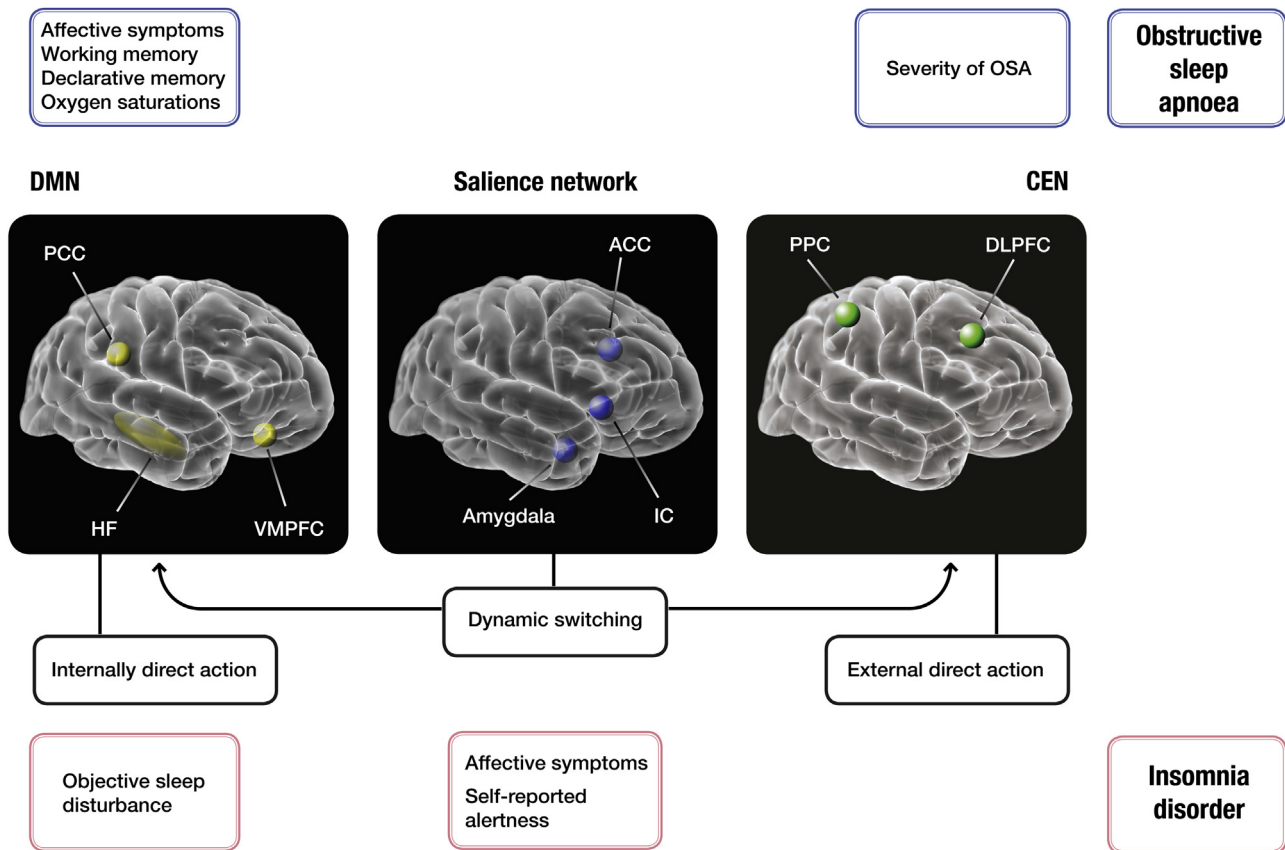 Affective symptoms
Working memory
Declarative memory
Oxygen saturations
Severity of OSA
Obstructive
sleep
apnoea
DMN
Salience network
CEN
PCC
HF
VMPFC
ACC
Amygdala
IC
PPC
DLPFC
Dynamic switching
Internally direct action
External direct action
Objective sleep
disturbance
Affective symptoms
Self-reported
alertness
Insomnia
disorder